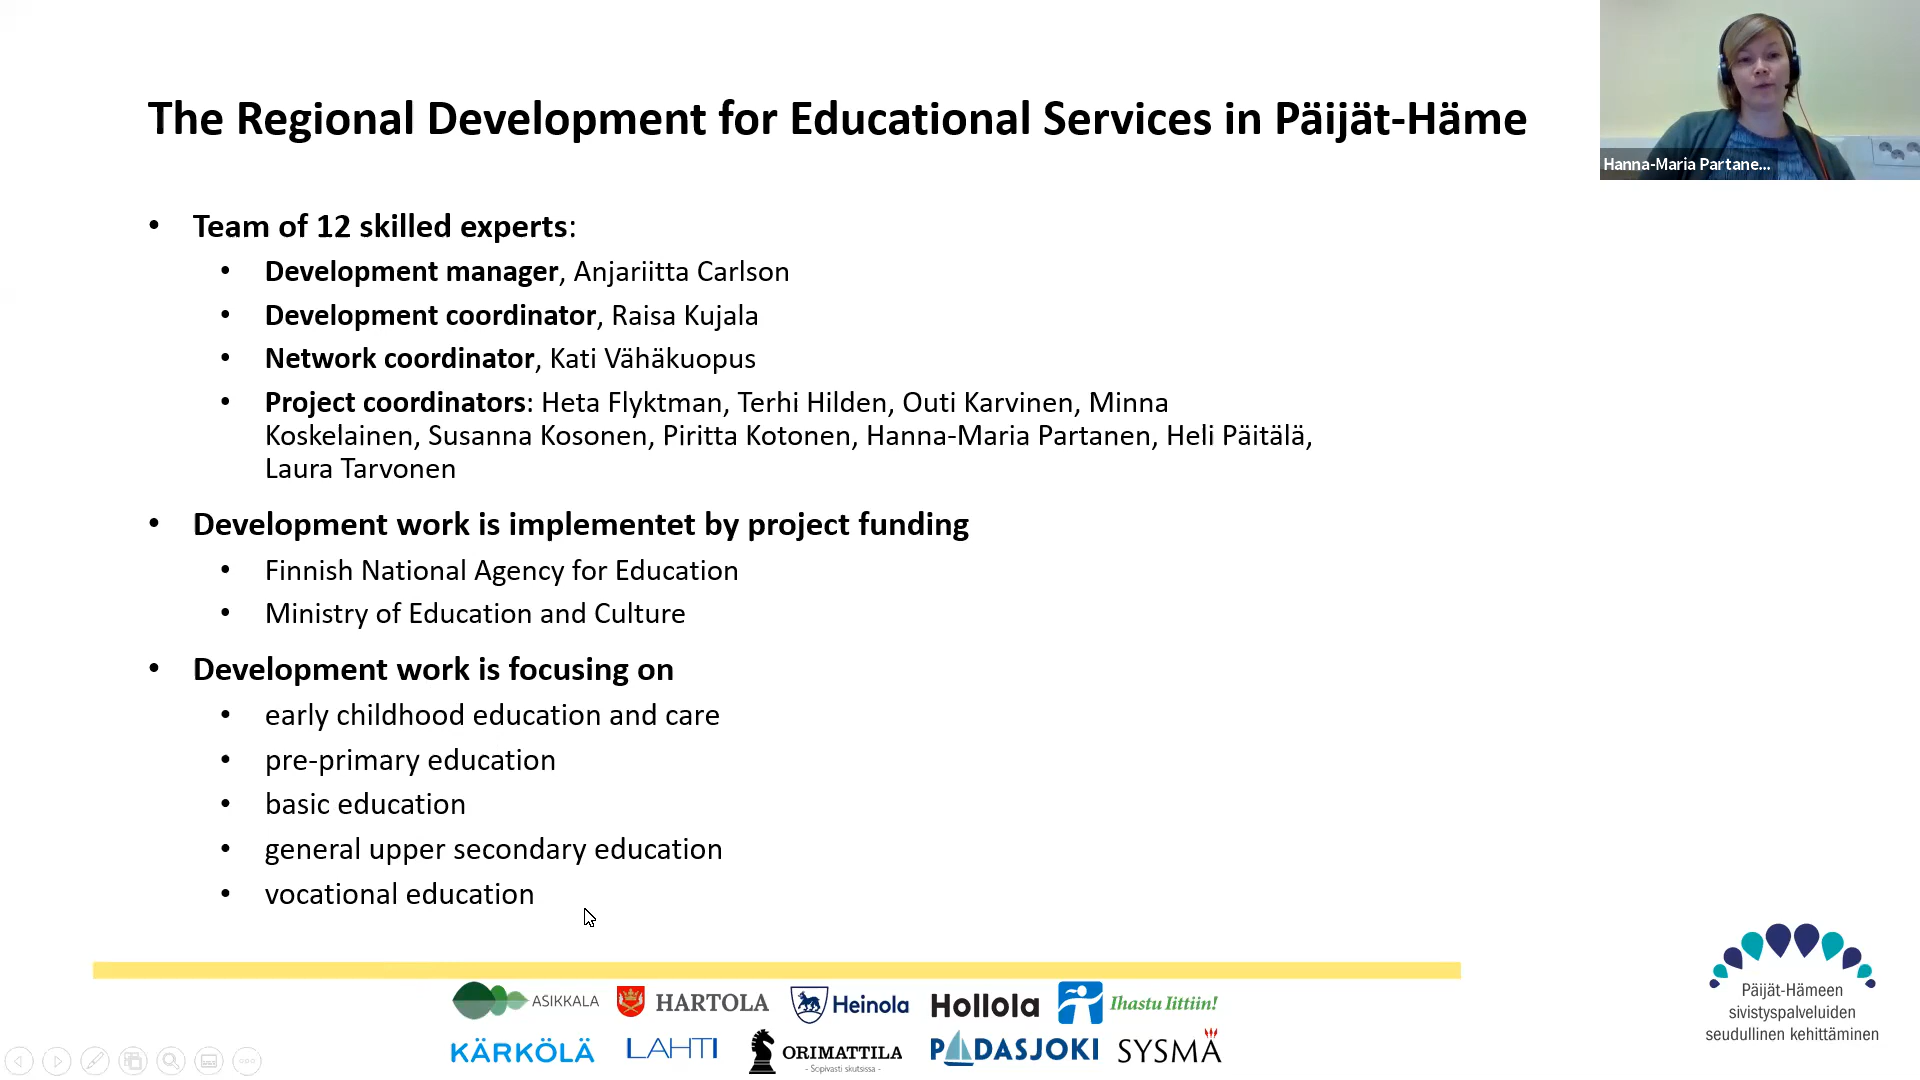 The Regional Development for Educational Services in Päijät-Häme
Hanna-Maria Partane...
• Team of 12 skilled experts:
• Development manager, Anjariitta Carlson
• Development coordinator, Raisa Kujala
• Network coordinator, Kati Vähäkuopus
• Project coordinators: Heta Flyktman, Terhi Hilden, Outi Karvinen, Minna
Koskelainen, Susanna Kosonen, Piritta Kotonen, Hanna-Maria Partanen, Heli Päitälä,
Laura Tarvonen
• Development work is implementet by project funding
• Finnish National Agency for Education
• Ministry of Education and Culture
• Development work is focusing on
• early childhood education and care
• pre-primary education
• basic education
• general upper secondary education
• vocational education
ASIKKALA HARTOLA Heinola Hollola Ihastu Iittiin!
KÄRKÖLÄ LAHTI ORIMATTILA PADASJOKI SYSMÄ
- Sopivasti skutsissa -
Päijät-Hämeen
sivistyspalveluiden
seudullinen kehittäminen